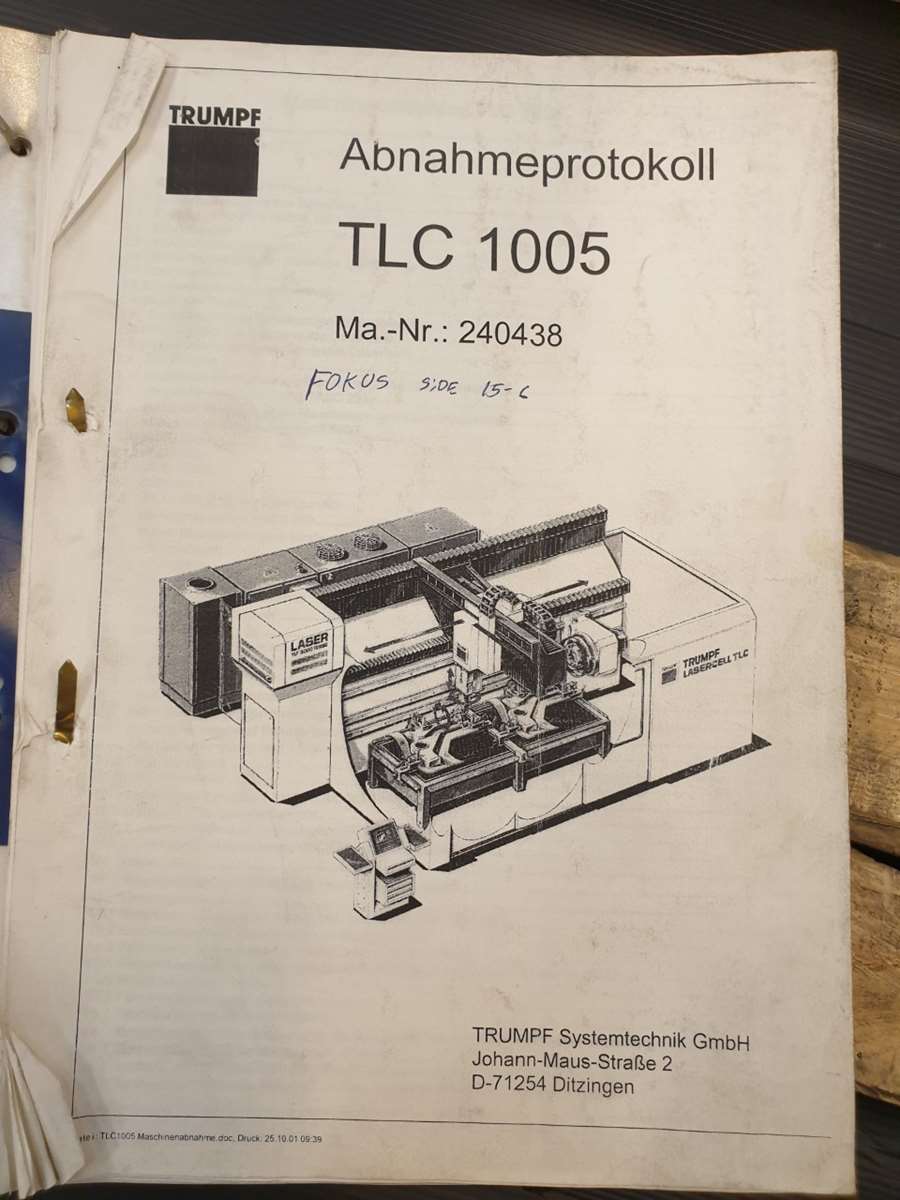 TRUMPF
Abnahmeprotokoll
TLC 1005
Ma.-Nr.: 240438
FOKUS SIDE 15-6
LASER
TRUMPF
LASERCELL TLC
TRUMPF Systemtechnik GmbH
Johann-Maus-Straße 2
D-71254 Ditzingen
TLC1005 Maschinenabnahme.doc, Druck: 25.10.01 09:39